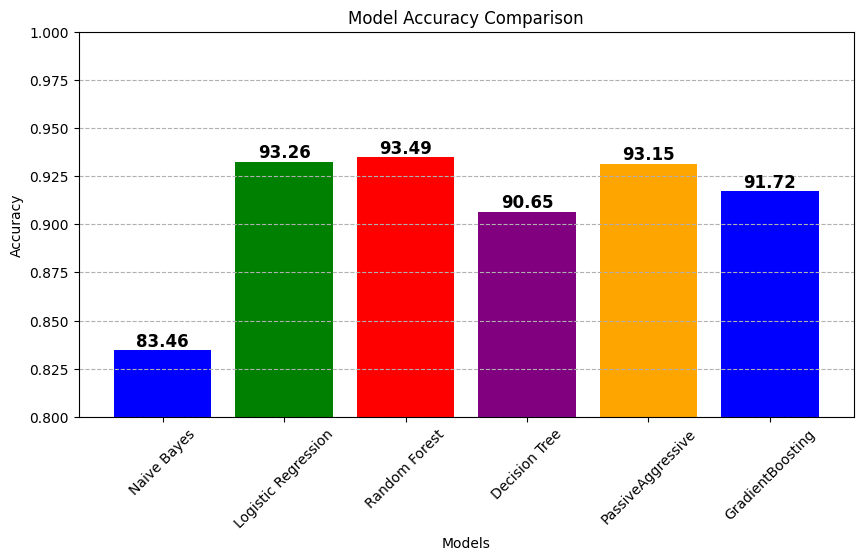 Model Accuracy Comparison
1.000
0.975
0.950
0.925
0.900
0.875
0.850
0.825
0.800
Accuracy
83.46
93.26
93.49
90.65
93.15
91.72
Naive Bayes
Logistic Regression
Random Forest
Decision Tree
PassiveAggressive
GradientBoosting
Models